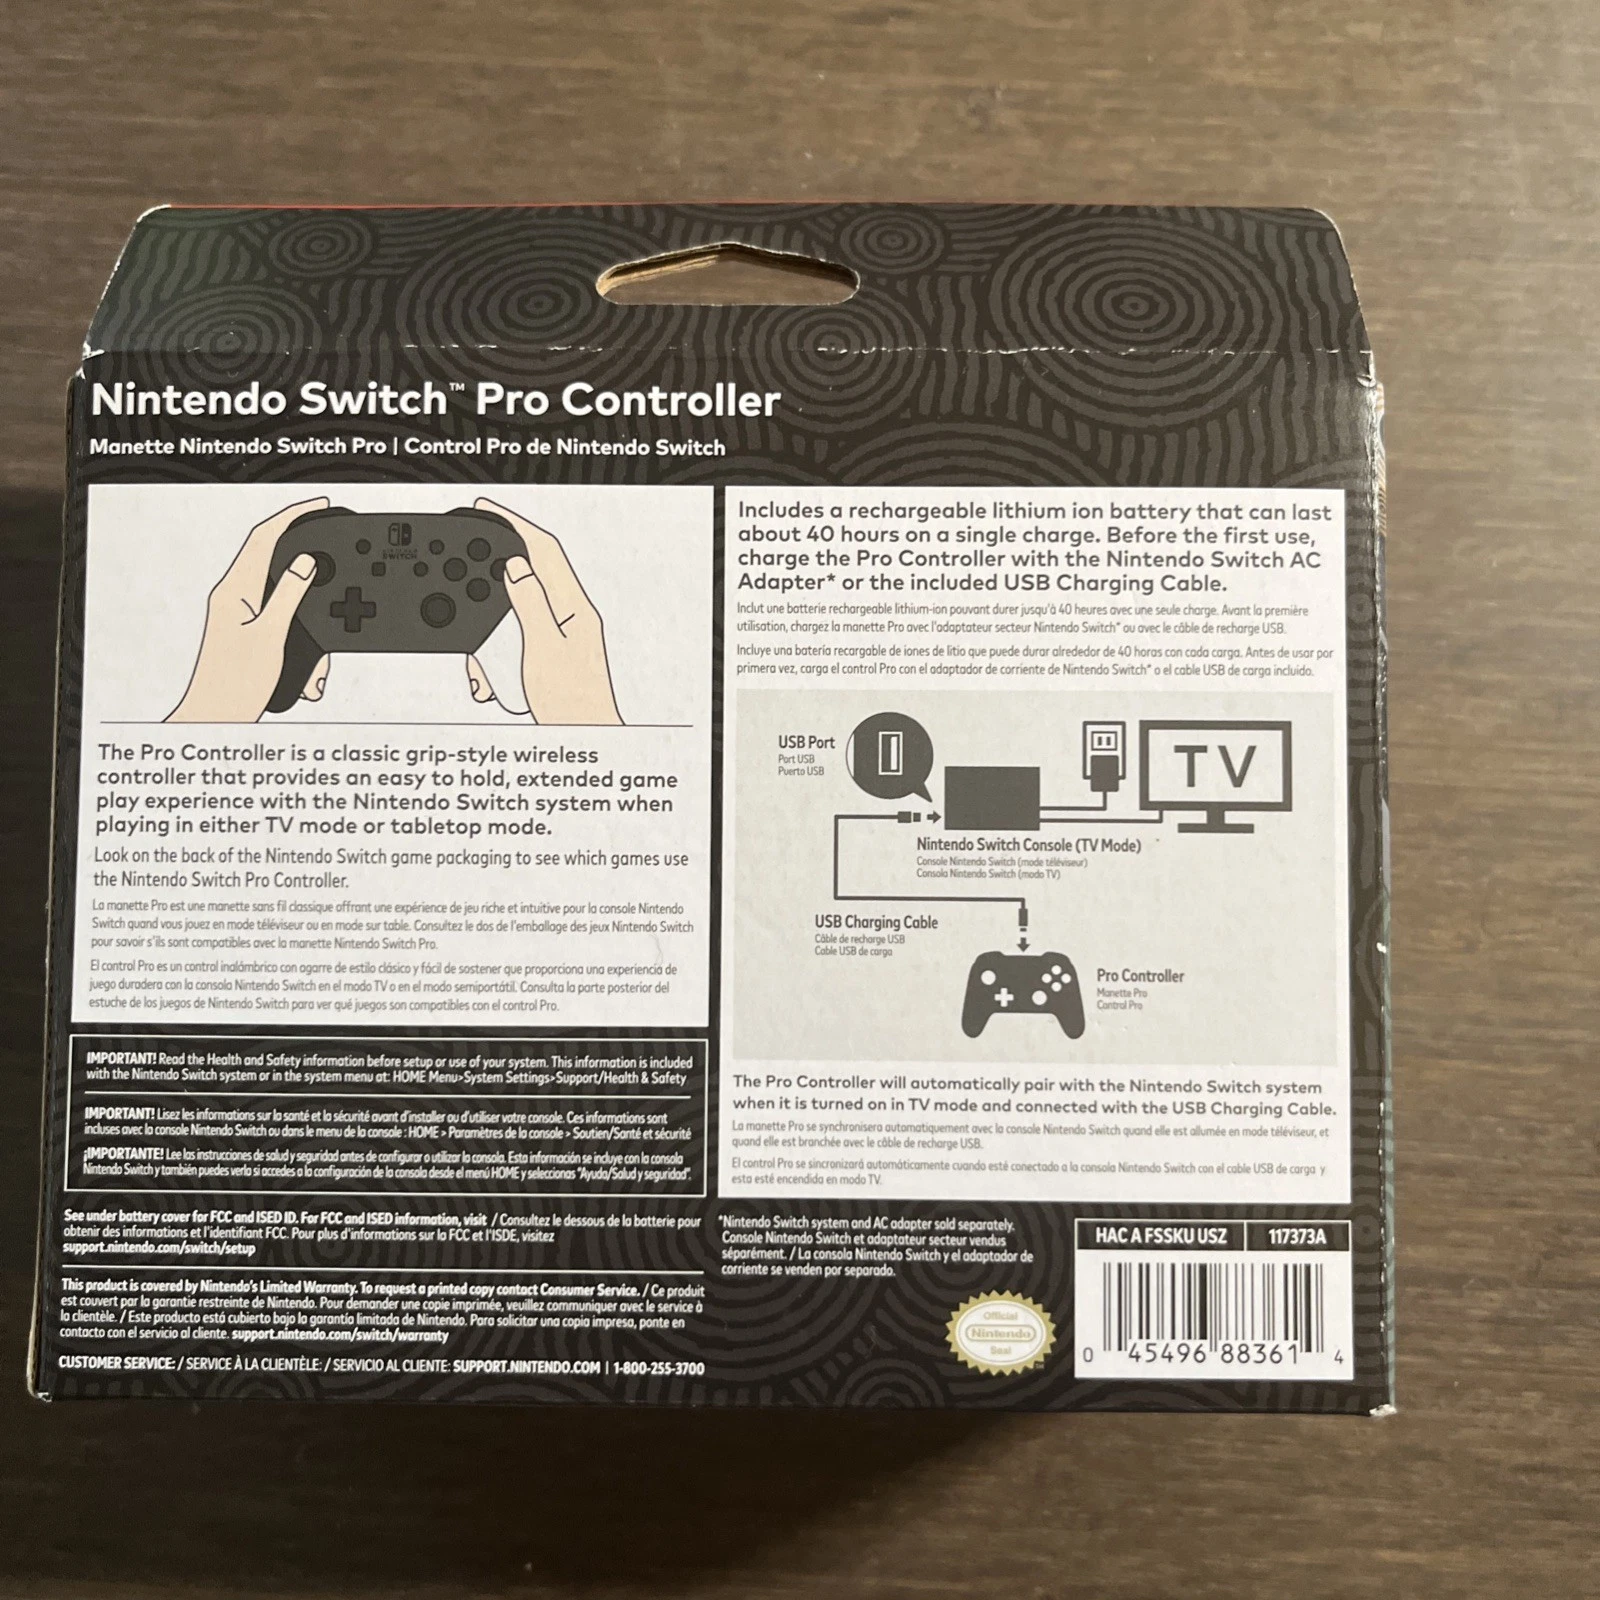 Nintendo Switch™ Pro Controller
Manette Nintendo Switch Pro | Control Pro de Nintendo Switch
SWITCH
The Pro Controller is a classic grip-style wireless
controller that provides an easy to hold, extended game
play experience with the Nintendo Switch system when
playing in either TV mode or tabletop mode.
Look on the back of the Nintendo Switch game packaging to see which games use
the Nintendo Switch Pro Controller.
La manette Pro est une manette sans fil classique offrant une expérience de jeu riche et intuitive pour la console Nintendo
Switch quand vous jouez en mode téléviseur ou en mode sur table. Consultez le dos de l'emballage des jeux Nintendo Switch
pour savoir s'ils sont compatibles avec la manette Nintendo Switch Pro.
El control Pro es un control inalámbrico con agarre de estilo clásico y fácil de sostener que proporciona una experiencia de
juego duradera con la consola Nintendo Switch en el modo TV o en el modo semiportátil. Consulta la parte posterior del
estuche de los juegos de Nintendo Switch para ver qué juegos son compatibles con el control Pro.
IMPORTANT! Read the Health and Safety information before setup or use of your system. This information is included
with the Nintendo Switch system or in the system menu at: HOME Menu>System Settings>Support/Health & Safety
IMPORTANT! Lisez les informations sur la santé et la sécurité avant d'installer ou d'utiliser votre console. Ces informations sont
incluses avec la console Nintendo Switch ou dans le menu de la console : HOME > Paramètres de la console > Soutien/Santé et sécurité
¡IMPORTANTE! Lee las instrucciones de salud y seguridad antes de configurar o utilizar la consola. Esta información se incluye con la consola
Nintendo Switch y también puedes verla si accedes a la configuración de la consola desde el menú HOME y seleccionas "Ayuda/Salud y seguridad".
See under battery cover for FCC and ISED ID. For FCC and ISED information, visit / Consultez le dessous de la batterie pour
obtenir des informations et l'identifiant FCC. Pour plus d'informations sur la FCC et l'ISDE, visitez
support.nintendo.com/switch/setup
This product is covered by Nintendo's Limited Warranty. To request a printed copy contact Consumer Service. / Ce produit
est couvert par la garantie restreinte de Nintendo. Pour demander une copie imprimée, veuillez communiquer avec le service à
la clientèle. / Este producto está cubierto bajo la garantía limitada de Nintendo. Para solicitar una copia impresa, ponte en
contacto con el servicio al cliente. support.nintendo.com/switch/warranty
CUSTOMER SERVICE: / SERVICE À LA CLIENTÈLE: / SERVICIO AL CLIENTE: SUPPORT.NINTENDO.COM | 1-800-255-3700
Includes a rechargeable lithium ion battery that can last
about 40 hours on a single charge. Before the first use,
charge the Pro Controller with the Nintendo Switch AC
Adapter* or the included USB Charging Cable.
Inclut une batterie rechargeable lithium-ion pouvant durer jusqu'à 40 heures avec une seule charge. Avant la première
utilisation, chargez la manette Pro avec l'adaptateur secteur Nintendo Switch* ou avec le câble de recharge USB.
Incluye una batería recargable de iones de litio que puede durar alrededor de 40 horas con cada carga. Antes de usar por
primera vez, carga el control Pro con el adaptador de corriente de Nintendo Switch* o el cable USB de carga incluido.
USB Port
Port USB
Puerto USB
TV
Nintendo Switch Console (TV Mode)
Console Nintendo Switch (mode téléviseur)
Consola Nintendo Switch (modo TV)
USB Charging Cable
Câble de recharge USB
Cable USB de carga
Pro Controller
Manette Pro
Control Pro
The Pro Controller will automatically pair with the Nintendo Switch system
when it is turned on in TV mode and connected with the USB Charging Cable.
La manette Pro se synchronisera automatiquement avec la console Nintendo Switch quand elle est allumée en mode téléviseur, et
quand elle est branchée avec le câble de recharge USB.
El control Pro se sincronizará automáticamente cuando esté conectado a la consola Nintendo Switch con el cable USB de carga y
esta esté encendida en modo TV.
*Nintendo Switch system and AC adapter sold separately.
Console Nintendo Switch et adaptateur secteur vendus
séparément. / La consola Nintendo Switch y el adaptador de
corriente se venden por separado.
Official
Nintendo
Seal
HAC A FSSKU USZ 117373A
0 45496 88361 4